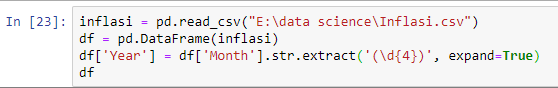 In [23]: inflasi = pd.read_csv("E:\data science\Inflasi.csv")
df = pd.DataFrame(inflasi)
df['Year'] = df['Month'].str.extract('(\d{4})', expand=True)
df